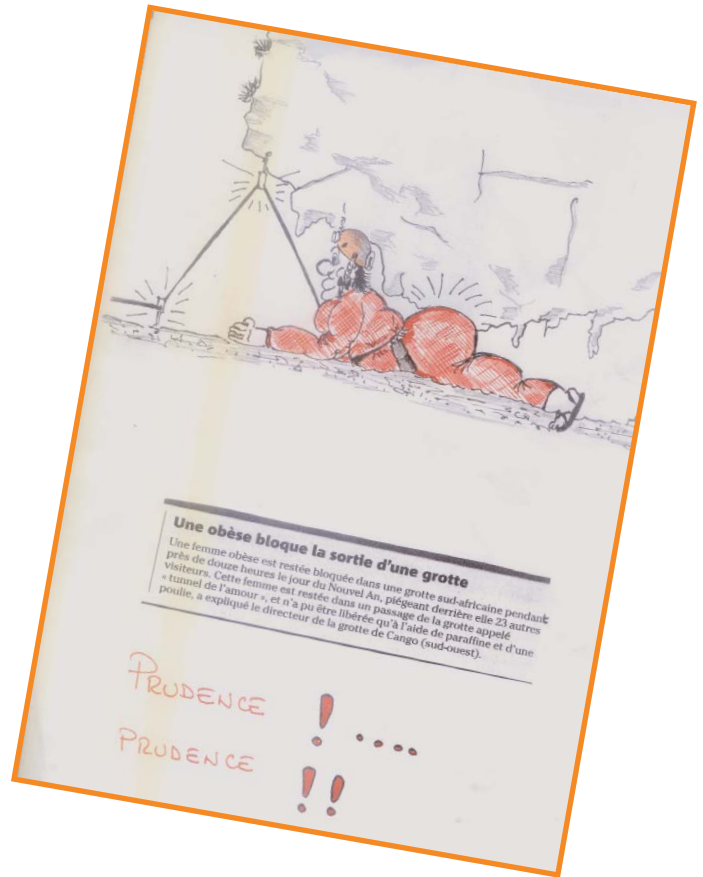 Une obèse bloque la sortie d'une grotte
Une femme obèse est restée bloquée dans une grotte sud-africaine pendant
près de douze heures le jour du Nouvel An, piégeant derrière elle 23 autres
visiteurs. Cette femme est restée dans un passage de la grotte appelé
« tunnel de l'amour », et n'a pu être libérée qu'à l'aide de paraffine et d'une
poulie, a expliqué le directeur de la grotte de Cango (sud-ouest).
PRUDENCE ! ....
PRUDENCE !!